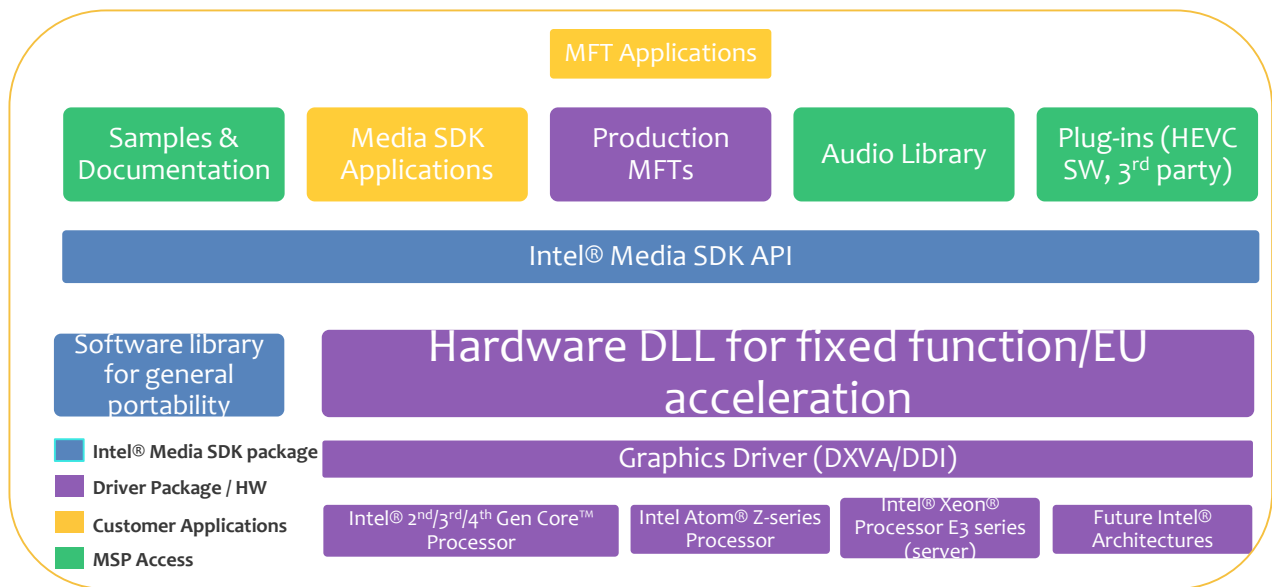 MFT Applications
Samples &
Documentation
Media SDK
Applications
Production
MFTs
Audio Library
Plug-ins (HEVC
SW, 3rd party)
Intel® Media SDK API
Software library
for general
portability
Hardware DLL for fixed function/EU
acceleration
Intel® Media SDK package
Graphics Driver (DXVA/DDI)
Driver Package / HW
Customer Applications
MSP Access
Intel® 2nd/3rd/4th Gen Core™
Processor
Intel Atom® Z-series
Processor
Intel® Xeon®
Processor E3 series
(server)
Future Intel®
Architectures